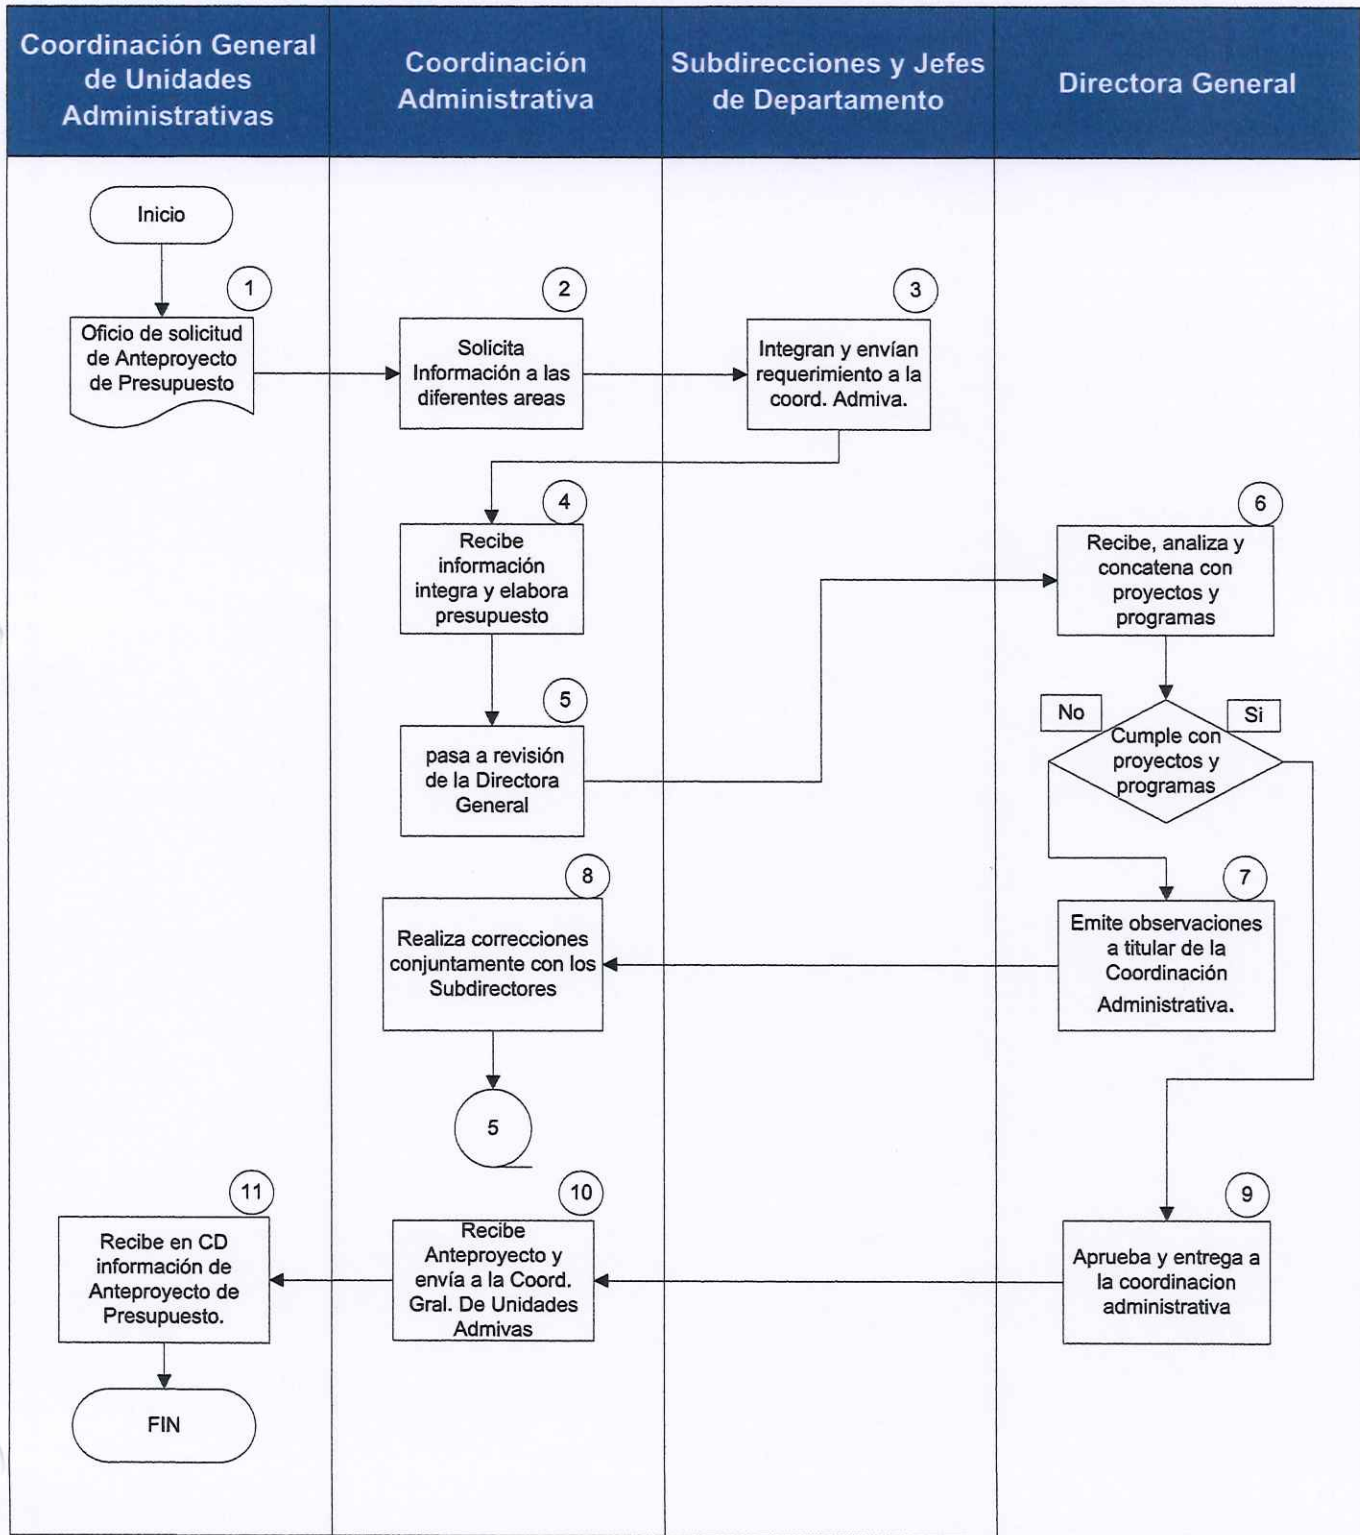 Coordinación General
de Unidades
Administrativas
Coordinación
Administrativa
Subdirecciones y Jefes
de Departamento
Directora General
Inicio
1
Oficio de solicitud
de Anteproyecto
de Presupuesto
2
Solicita
Información a las
diferentes areas
3
Integran y envían
requerimiento a la
coord. Admiva.
4
Recibe
información
integra y elabora
presupuesto
5
pasa a revisión
de la Directora
General
6
Recibe, analiza y
concatena con
proyectos y
programas
No
Si
Cumple con
proyectos y
programas
7
Emite observaciones
a titular de la
Coordinación
Administrativa.
8
Realiza correcciones
conjuntamente con los
Subdirectores
5
9
Aprueba y entrega a
la coordinacion
administrativa
10
Recibe
Anteproyecto y
envía a la Coord.
Gral. De Unidades
Admivas
11
Recibe en CD
información de
Anteproyecto de
Presupuesto.
FIN